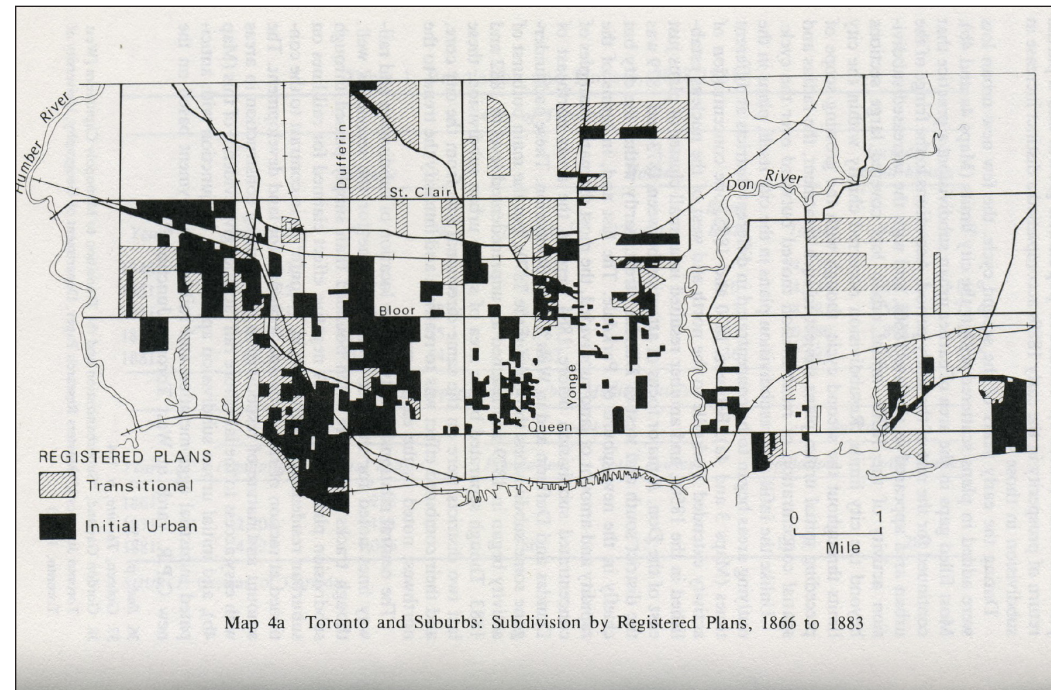 Humber River
Dufferin
St. Clair
Don River
Bloor
Yonge
Queen
REGISTERED PLANS
Transitional
Initial Urban
0 1
Mile
Map 4a Toronto and Suburbs: Subdivision by Registered Plans, 1866 to 1883